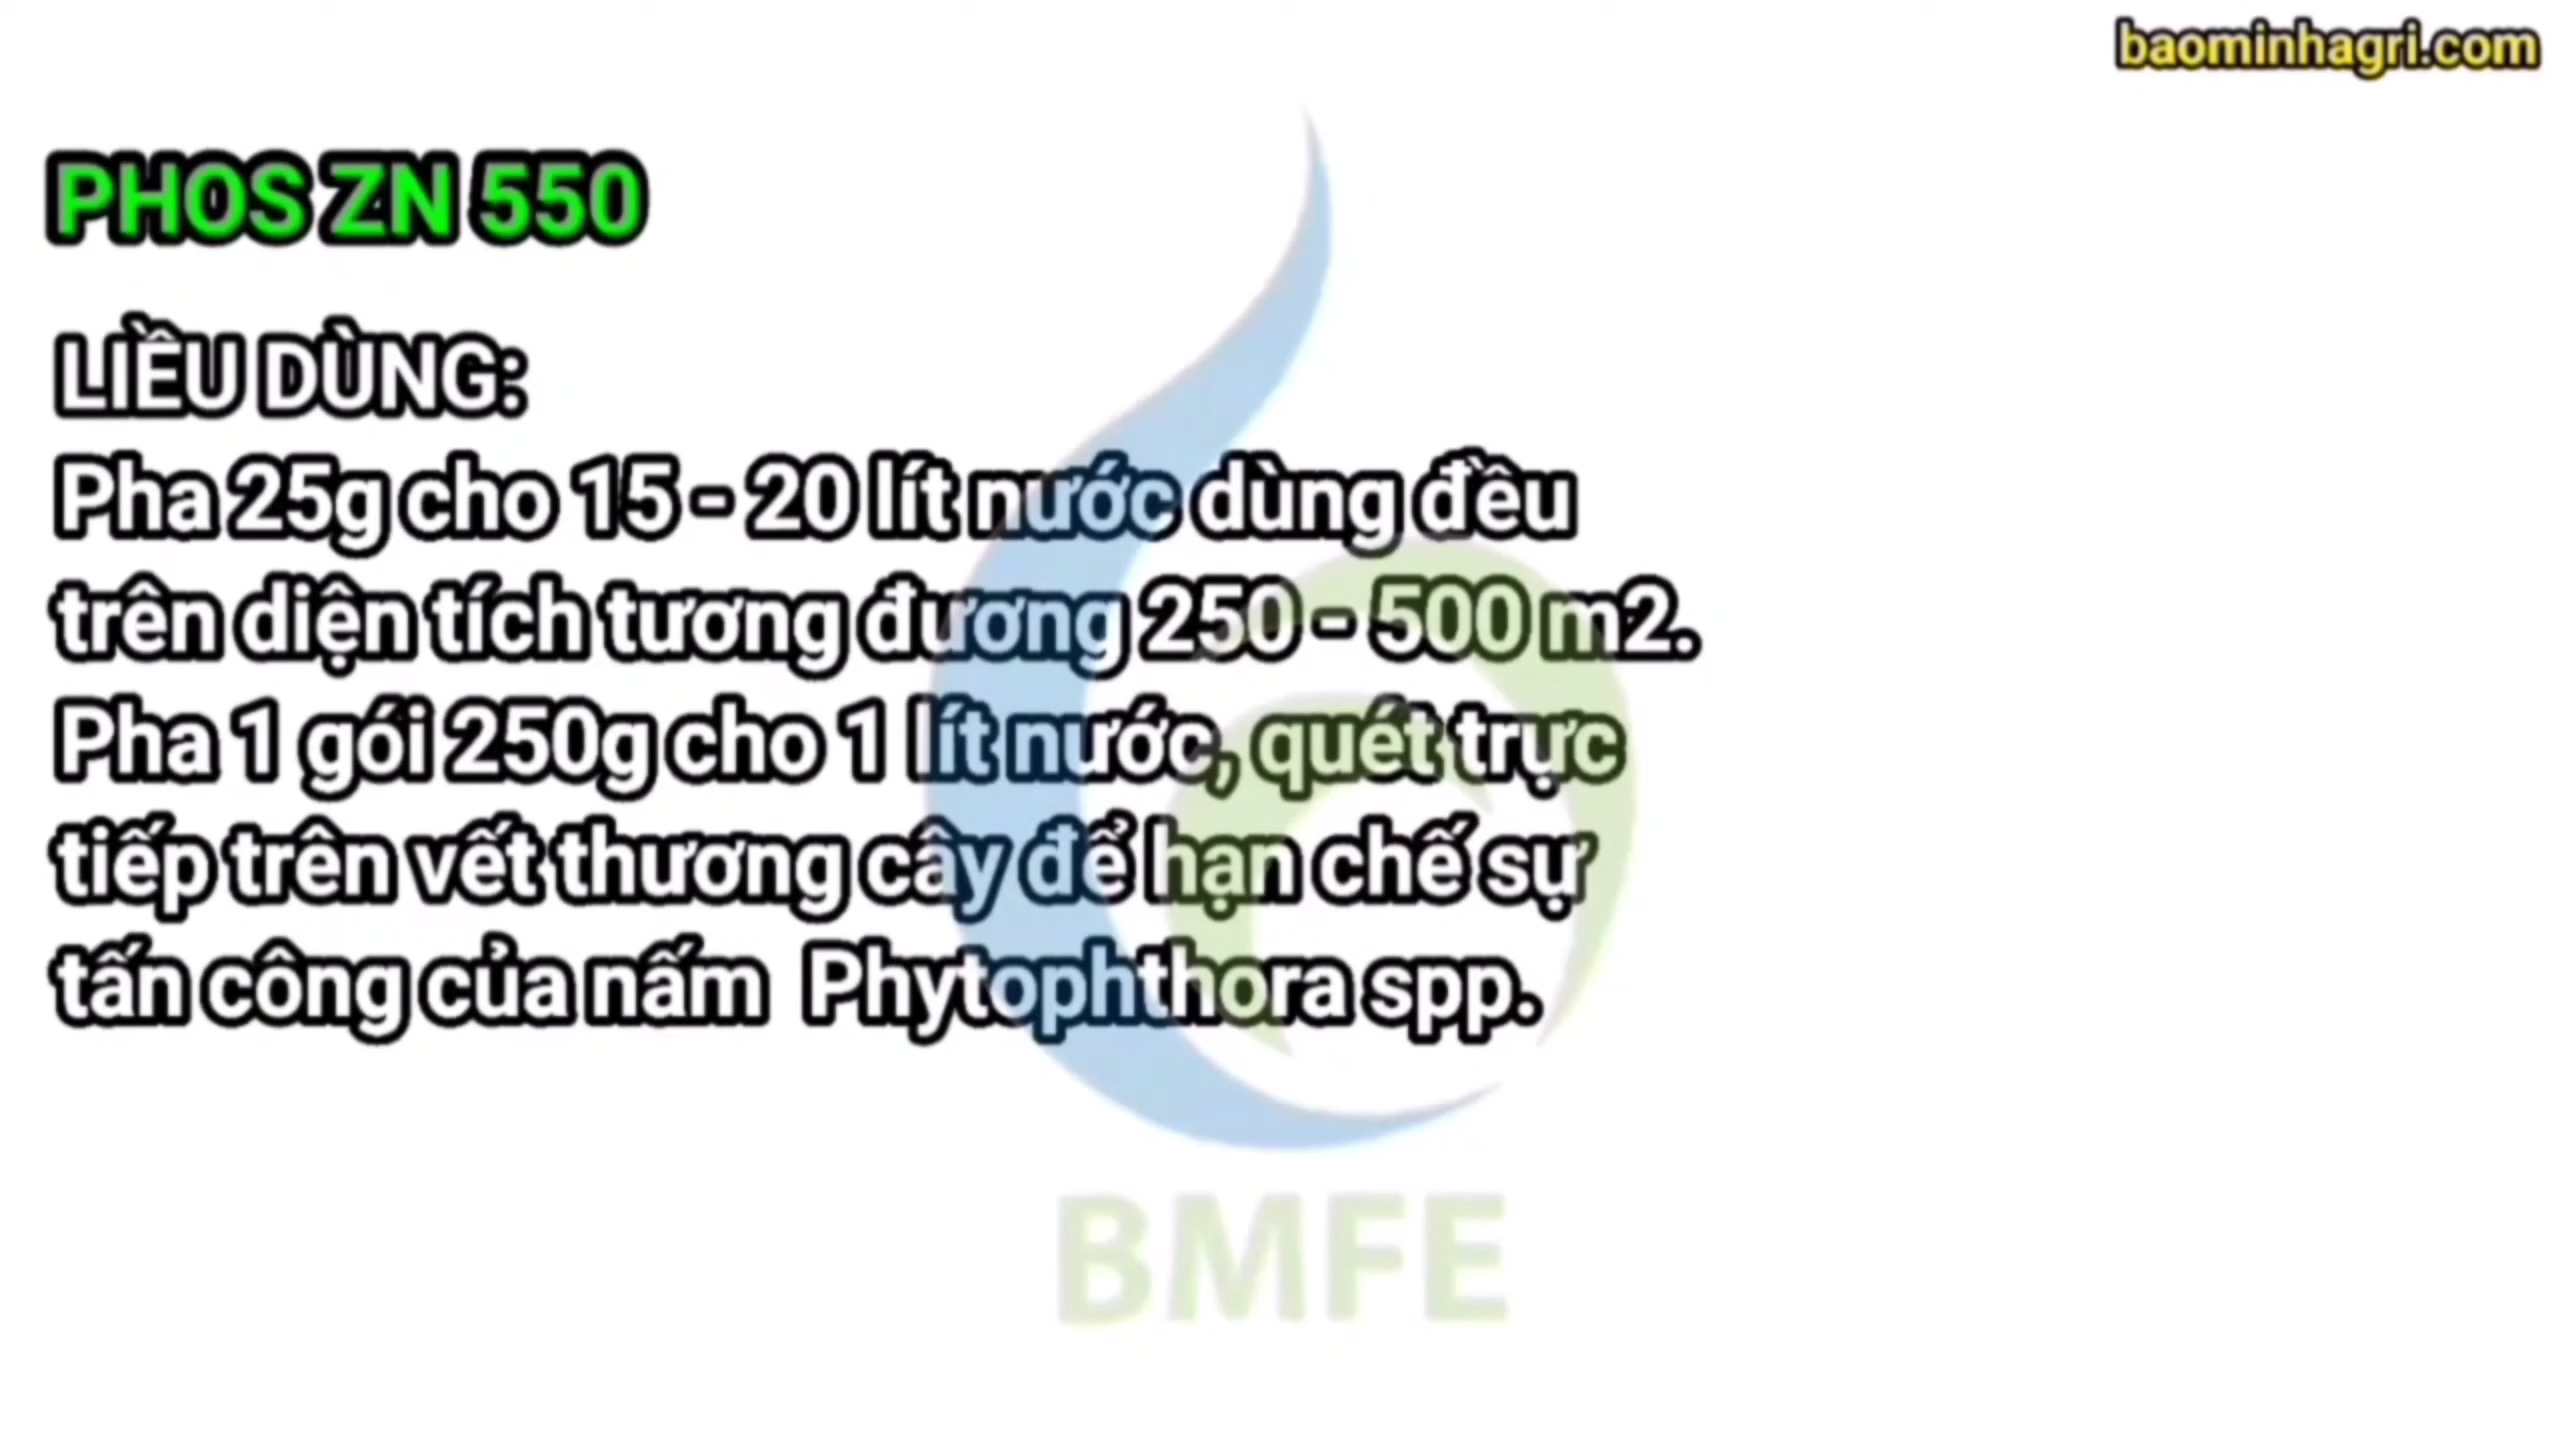 baominhagri.com
PHOS ZN 550
LIỀU DÙNG:
Pha 25g cho 15 - 20 lít nước dùng đều
trên diện tích tương đương 250 - 500 m2.
Pha 1 gói 250g cho 1 lít nước, quét trực
tiếp trên vết thương cây để hạn chế sự
tấn công của nấm  Phytophthora spp.
BMFE